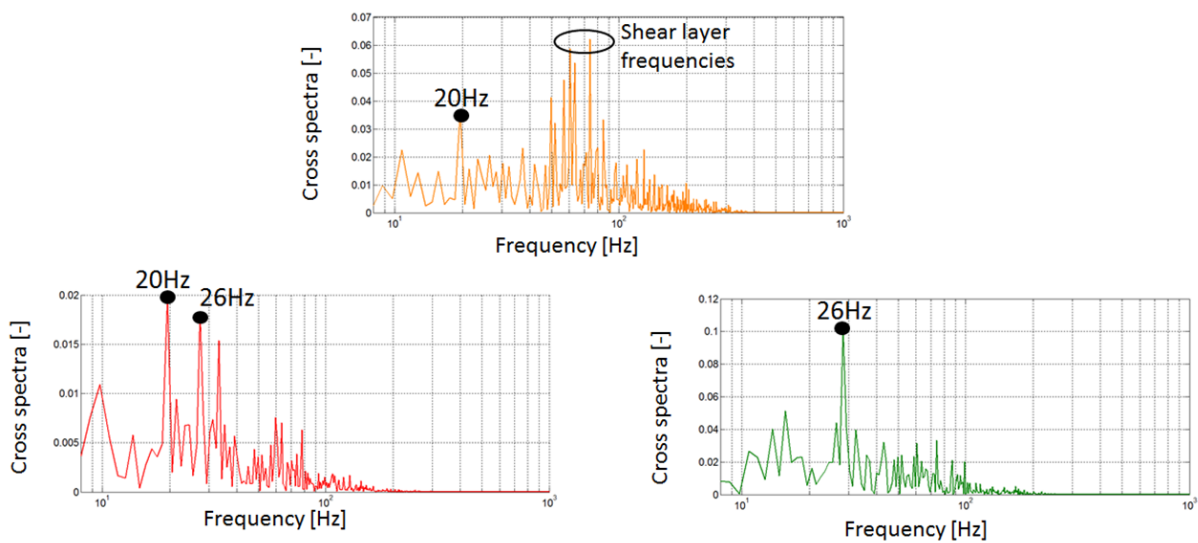 0.07
0.06
0.05
0.04
0.03
0.02
0.01
0
Cross spectra [-]
20Hz
Shear layer
frequencies
10¹ 10² 10³
Frequency [Hz]
0.02
0.015
0.01
0.005
0
Cross spectra [-]
20Hz
26Hz
10¹ 10² 10³
Frequency [Hz]
0.12
0.1
0.08
0.06
0.04
0.02
0
Cross spectra [-]
26Hz
10¹ 10² 10³
Frequency [Hz]